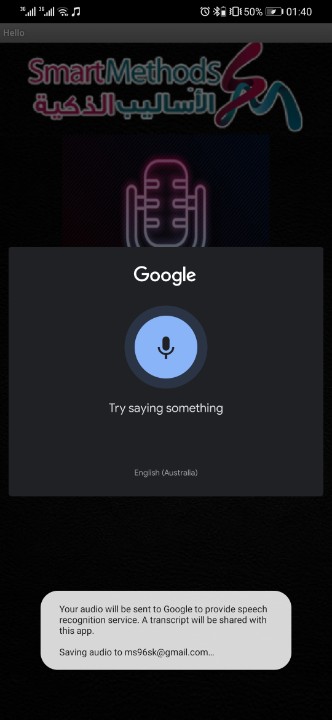 3G 3G 50% 01:40
Hello
SmartMethods
الأساليب الذكية
Google
Try saying something
English (Australia)
Your audio will be sent to Google to provide speech
recognition service. A transcript will be shared with
this app.
Saving audio to ms96sk@gmail.com...